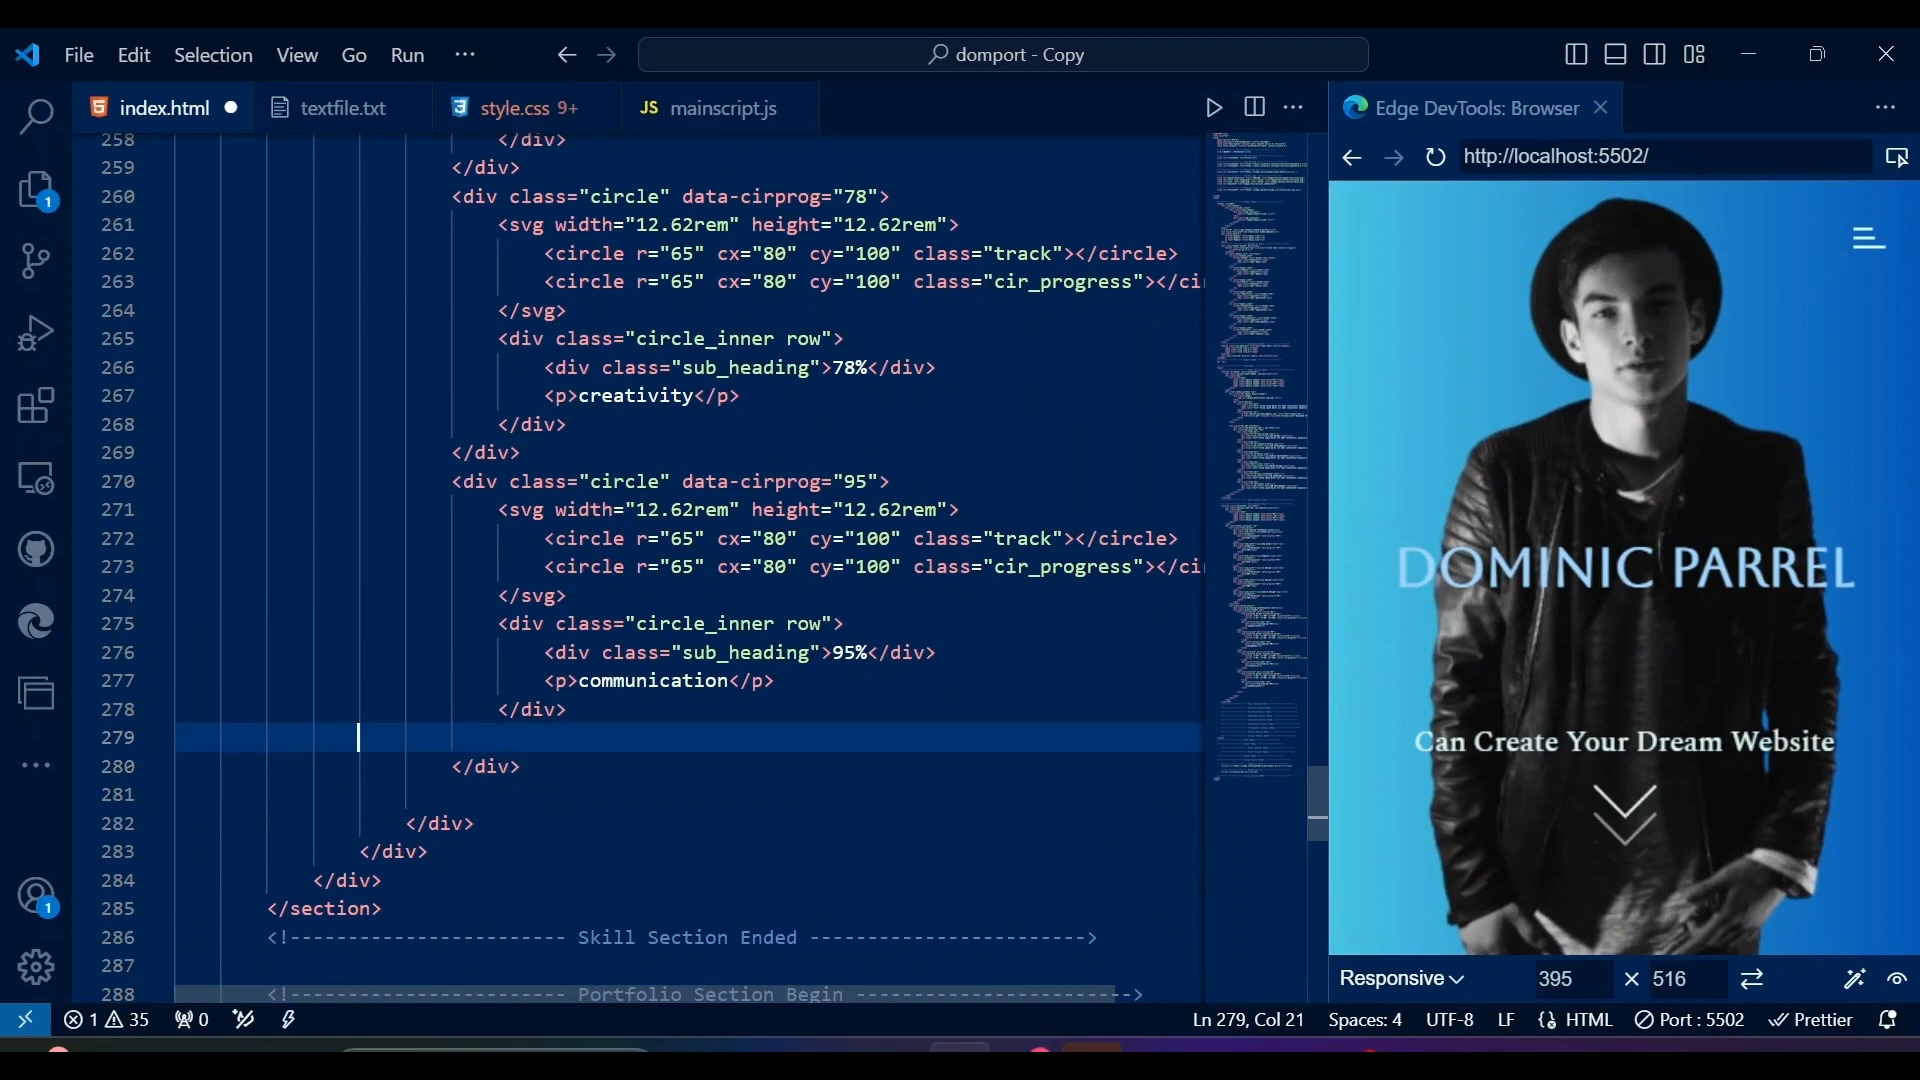 File Edit Selection View Go Run ··· domport - Copy
index.html textfile.txt style.css 9+ JS mainscript.js
Edge DevTools: Browser
http://localhost:5502/
258 </div>
259 </div>
260 <div class="circle" data-cirprog="78">
261 <svg width="12.62rem" height="12.62rem">
262 <circle r="65" cx="80" cy="100" class="track"></circle>
263 <circle r="65" cx="80" cy="100" class="cir_progress"></ci
264 </svg>
265 <div class="circle_inner row">
266 <div class="sub_heading">78%</div>
267 <p>creativity</p>
268 </div>
269 </div>
270 <div class="circle" data-cirprog="95">
271 <svg width="12.62rem" height="12.62rem">
272 <circle r="65" cx="80" cy="100" class="track"></circle>
273 <circle r="65" cx="80" cy="100" class="cir_progress"></ci
274 </svg>
275 <div class="circle_inner row">
276 <div class="sub_heading">95%</div>
277 <p>communication</p>
278 </div>
279
280 </div>
281
282 </div>
283 </div>
284 </div>
285 </section>
286 <!------------------------ Skill Section Ended ------------------------>
287
288 <!------------------------ Portfolio Section Begin ------------------------>
1
1
DOMINIC PARREL
Can Create Your Dream Website
Responsive 395 × 516
1 35 0 Ln 279, Col 21 Spaces: 4 UTF-8 LF HTML Port : 5502 Prettier